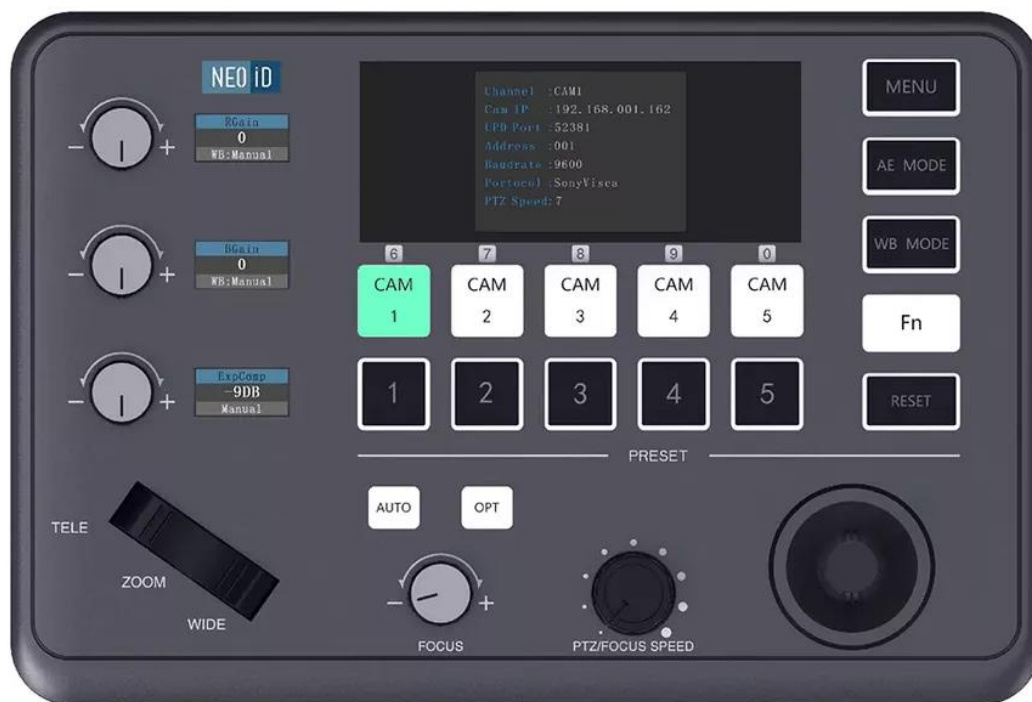 NEO iD
RGain
0
WB:Manual
BGain
0
WB:Manual
ExpComp
-9DB
Manual
Channel :CAM1
Cam IP :192.168.001.162
UPD Port :52381
Address :001
Baudrate :9600
Portocol :SonyVisca
PTZ Speed:7
MENU
AE MODE
WB MODE
Fn
RESET
6 7 8 9 0
CAM 1
CAM 2
CAM 3
CAM 4
CAM 5
1 2 3 4 5
PRESET
AUTO
OPT
TELE
ZOOM
WIDE
- +
- +
- +
- +
FOCUS
PTZ/FOCUS SPEED